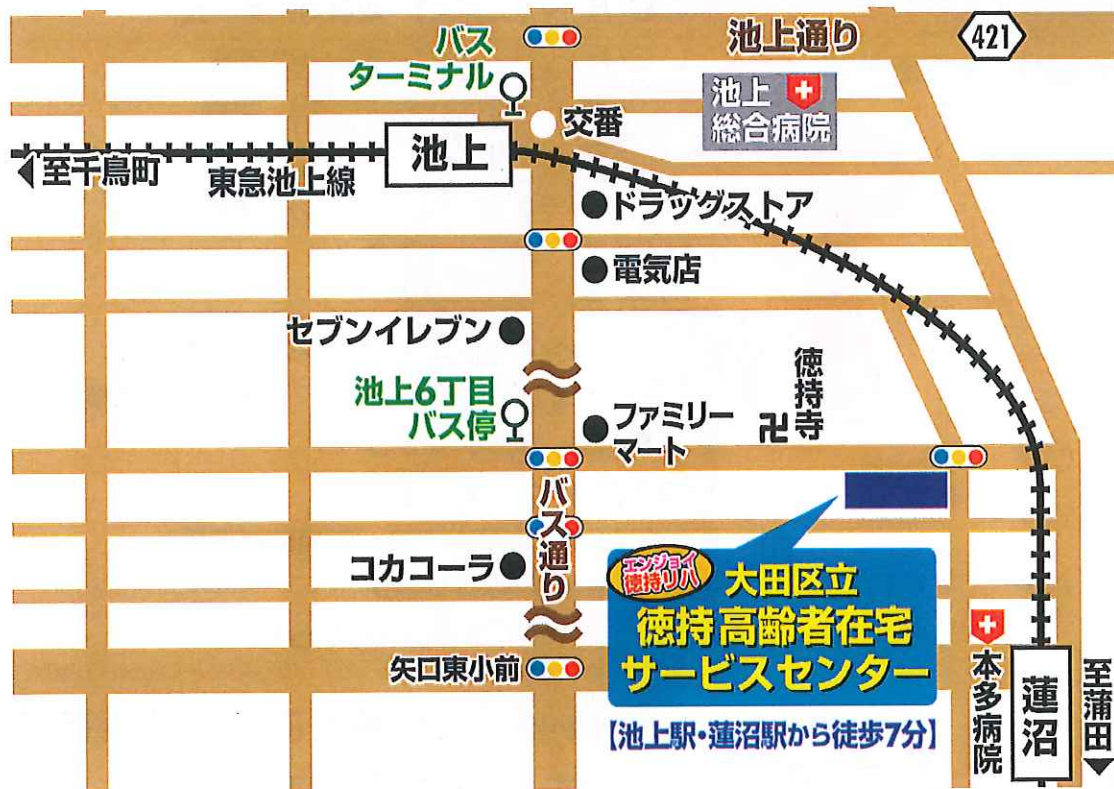 バス
ターミナル
池上通り
421
池上
総合病院
交番
池上
至千鳥町
東急池上線
ドラッグストア
電気店
セブンイレブン
池上6丁目
バス停
ファミリー
マート
徳持寺
バス通り
コカコーラ
エンジョイ
徳持リハ
大田区立
徳持高齢者在宅
サービスセンター
矢口東小前
【池上駅・蓮沼駅から徒歩7分】
本多病院
蓮沼
至蒲田